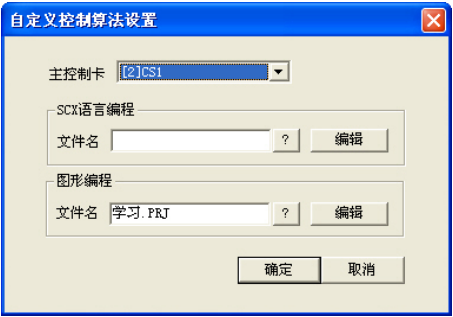 自定义控制算法设置
主控制卡 [2]CS1
SCX语言编程
文件名 ? 编辑
图形编程
文件名 学习.PRJ ? 编辑
确定 取消